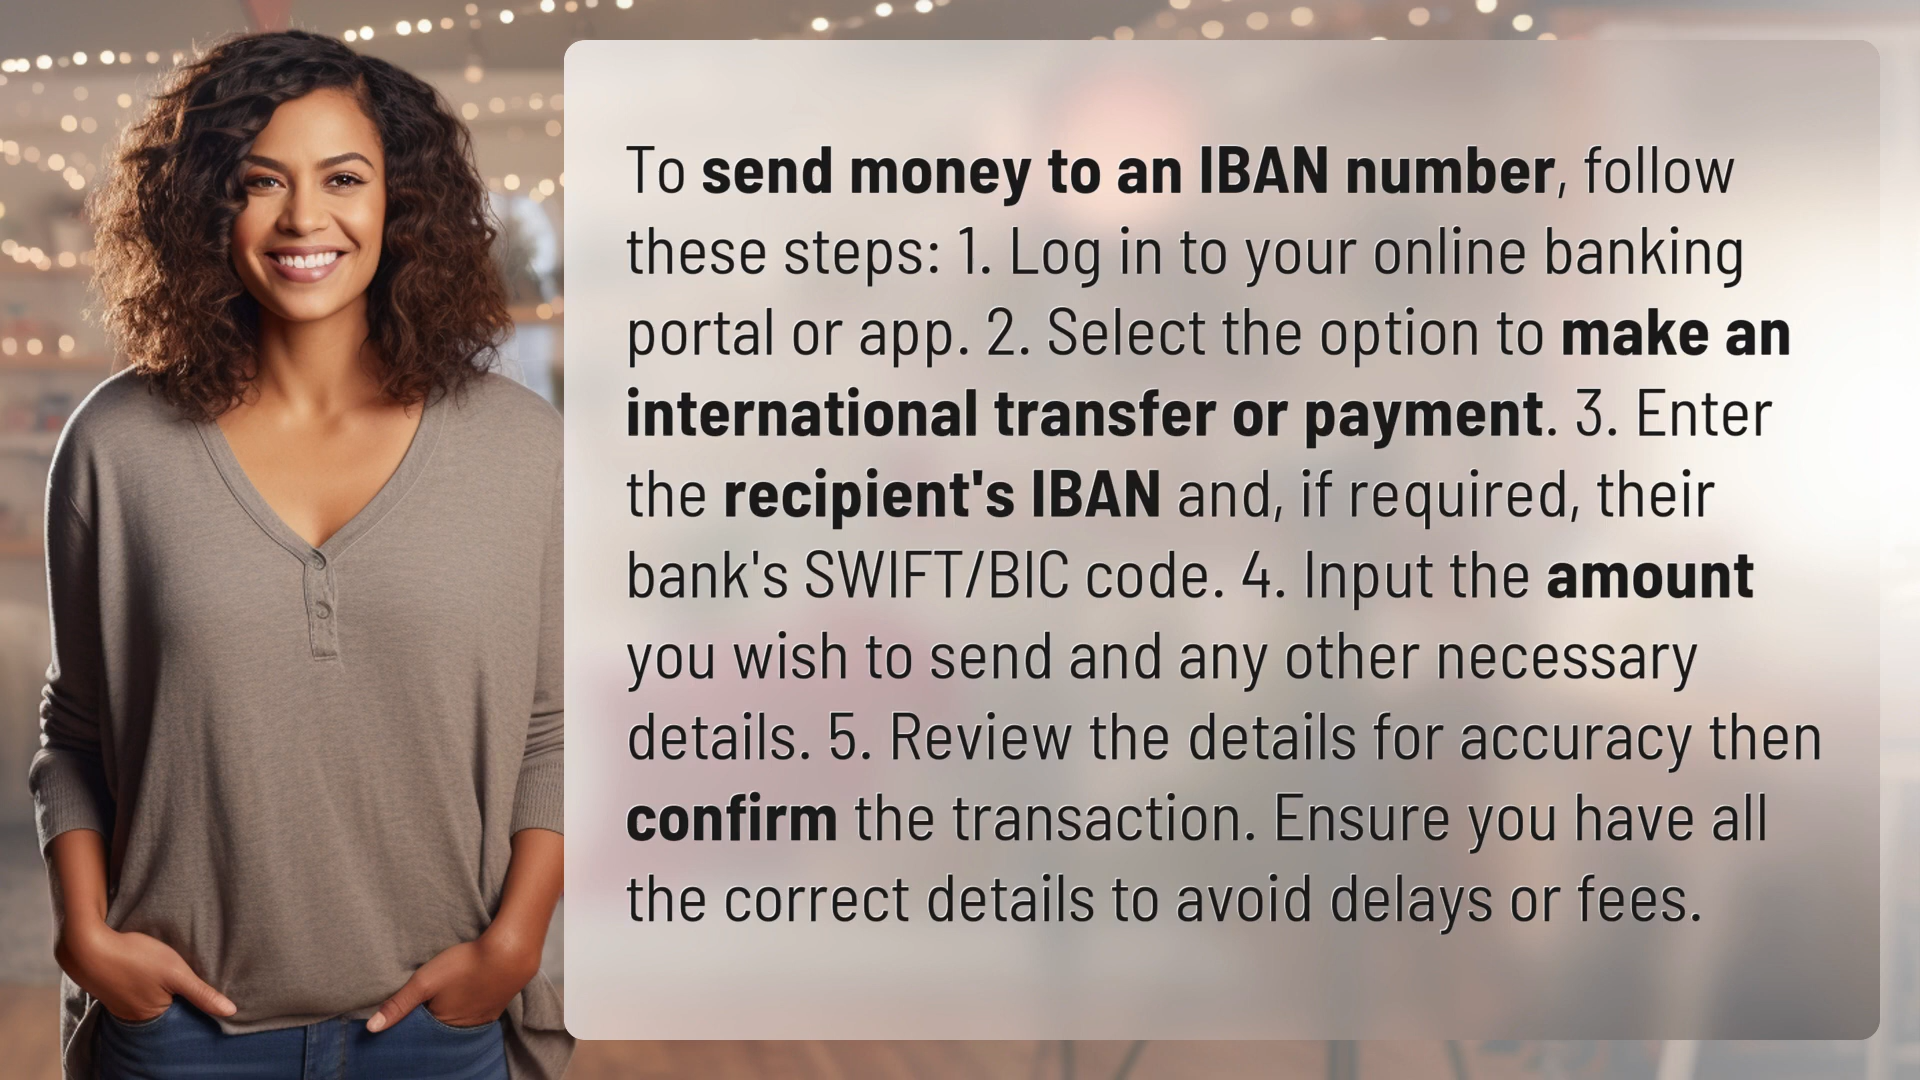 To send money to an IBAN number, follow
these steps: 1. Log in to your online banking
portal or app. 2. Select the option to make an
international transfer or payment. 3. Enter
the recipient's IBAN and, if required, their
bank's SWIFT/BIC code. 4. Input the amount
you wish to send and any other necessary
details. 5. Review the details for accuracy then
confirm the transaction. Ensure you have all
the correct details to avoid delays or fees.